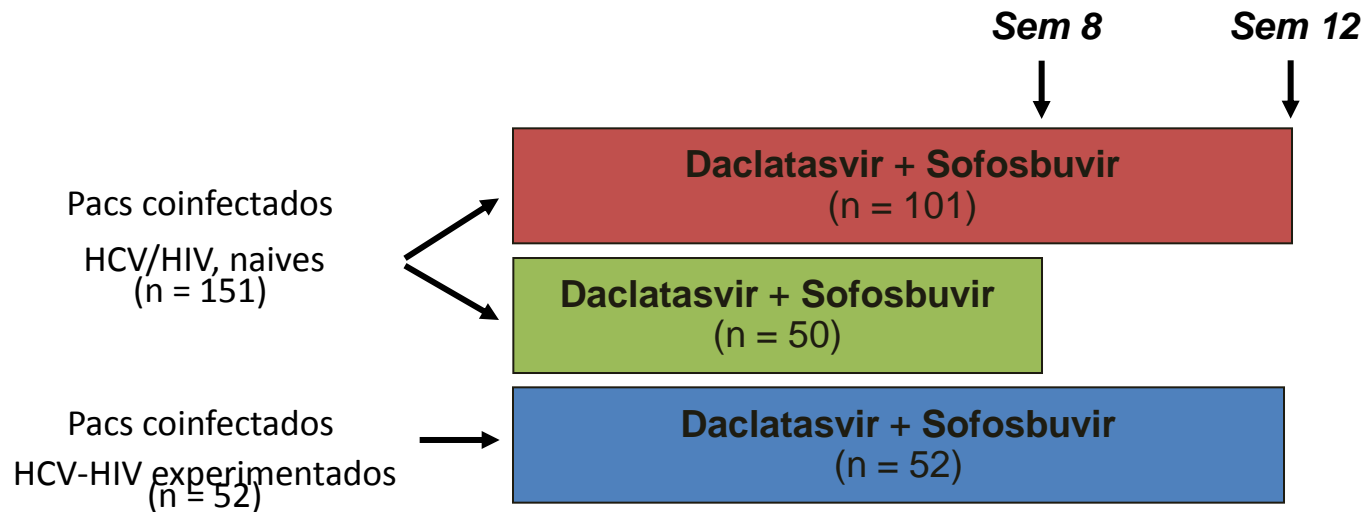 Sem 8
Sem 12
Daclatasvir + Sofosbuvir
(n = 101)
Pacs coinfectados
HCV/HIV, naives
(n = 151)
Daclatasvir + Sofosbuvir
(n = 50)
Pacs coinfectados
HCV-HIV experimentados
(n = 52)
Daclatasvir + Sofosbuvir
(n = 52)